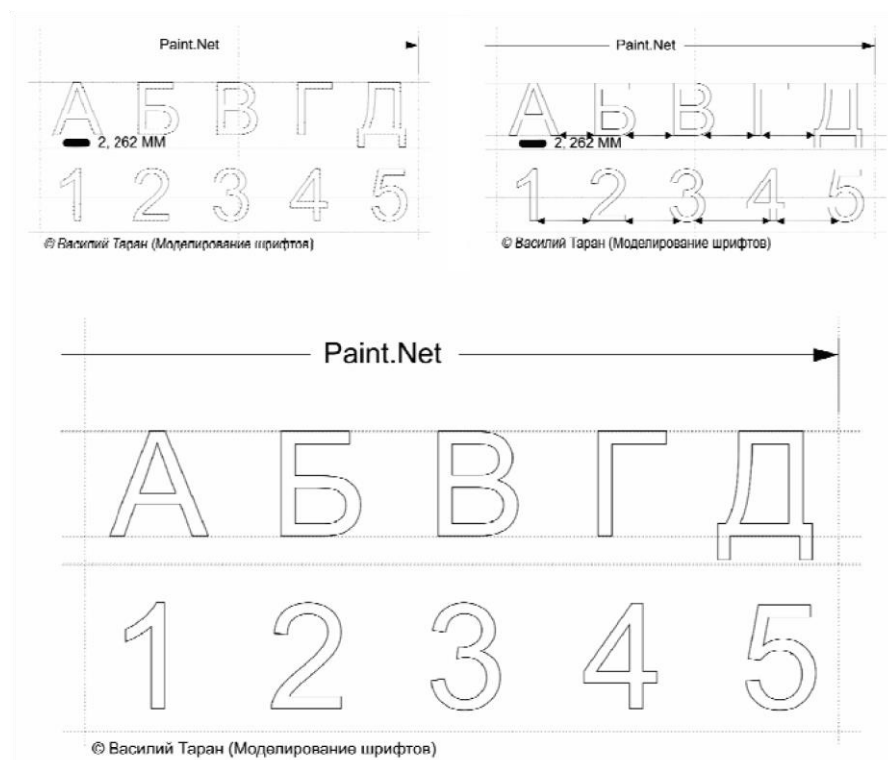 Paint.Net
А Б В Г Д
2, 262 ММ
1 2 3 4 5
© Василий Таран (Моделирование шрифтов)
Paint.Net
А Б В Г Д
2, 262 ММ
1 2 3 4 5
© Василий Таран (Моделирование шрифтов)
Paint.Net
А Б В Г Д
1 2 3 4 5
© Василий Таран (Моделирование шрифтов)